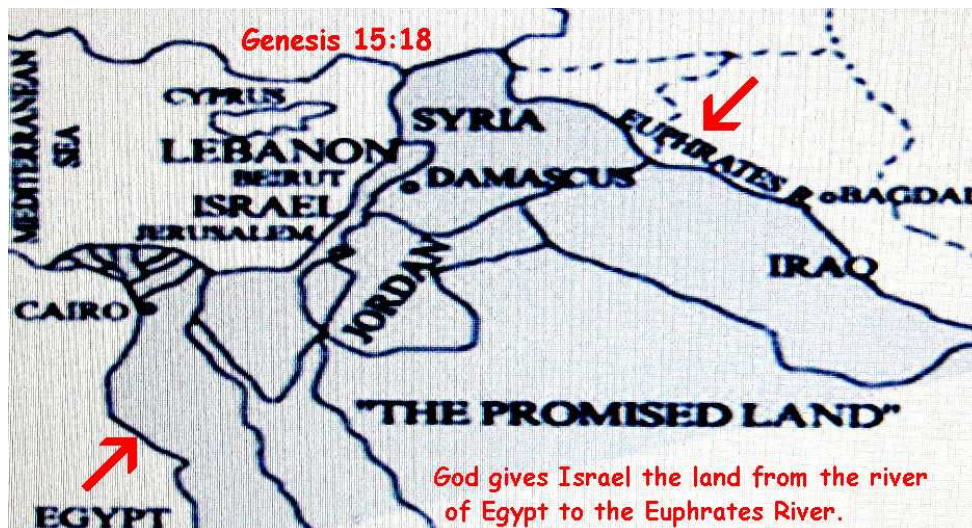 Genesis 15:18
MEDITERRANEAN
SEA
CYPRUS
SYRIA
EUPHRATES R
LEBANON
BEIRUT
DAMASCUS
BAGDAD
ISRAEL
JERUSALEM
JORDAN
IRAQ
CAIRO
"THE PROMISED LAND"
God gives Israel the land from the river
of Egypt to the Euphrates River.
EGYPT